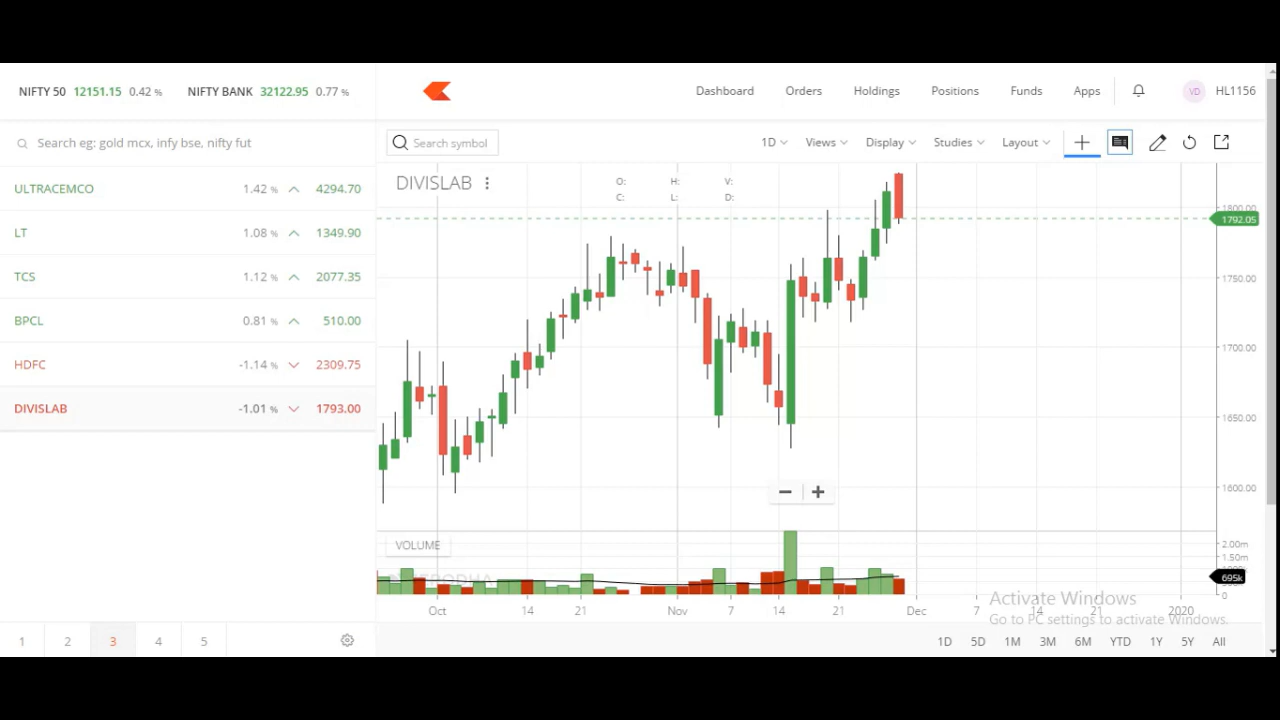 NIFTY 50 12151.15 0.42 % NIFTY BANK 32122.95 0.77 %
Dashboard Orders Holdings Positions Funds Apps VD HL1156
Search eg: gold mcx, infy bse, nifty fut
Search symbol 1D Views Display Studies Layout
ULTRACEMCO 1.42 % 4294.70
LT 1.08 % 1349.90
TCS 1.12 % 2077.35
BPCL 0.81 % 510.00
HDFC -1.14 % 2309.75
DIVISLAB -1.01 % 1793.00
DIVISLAB
O: H: V:
C: L: D:
1800.00
1792.05
1750.00
1700.00
1650.00
1600.00
VOLUME
2.00m
1.50m
695k
0
Oct 14 21 Nov 7 14 21 Dec 7 14 21 2020
Activate Windows
Go to PC settings to activate Windows.
1 2 3 4 5
1D 5D 1M 3M 6M YTD 1Y 5Y All